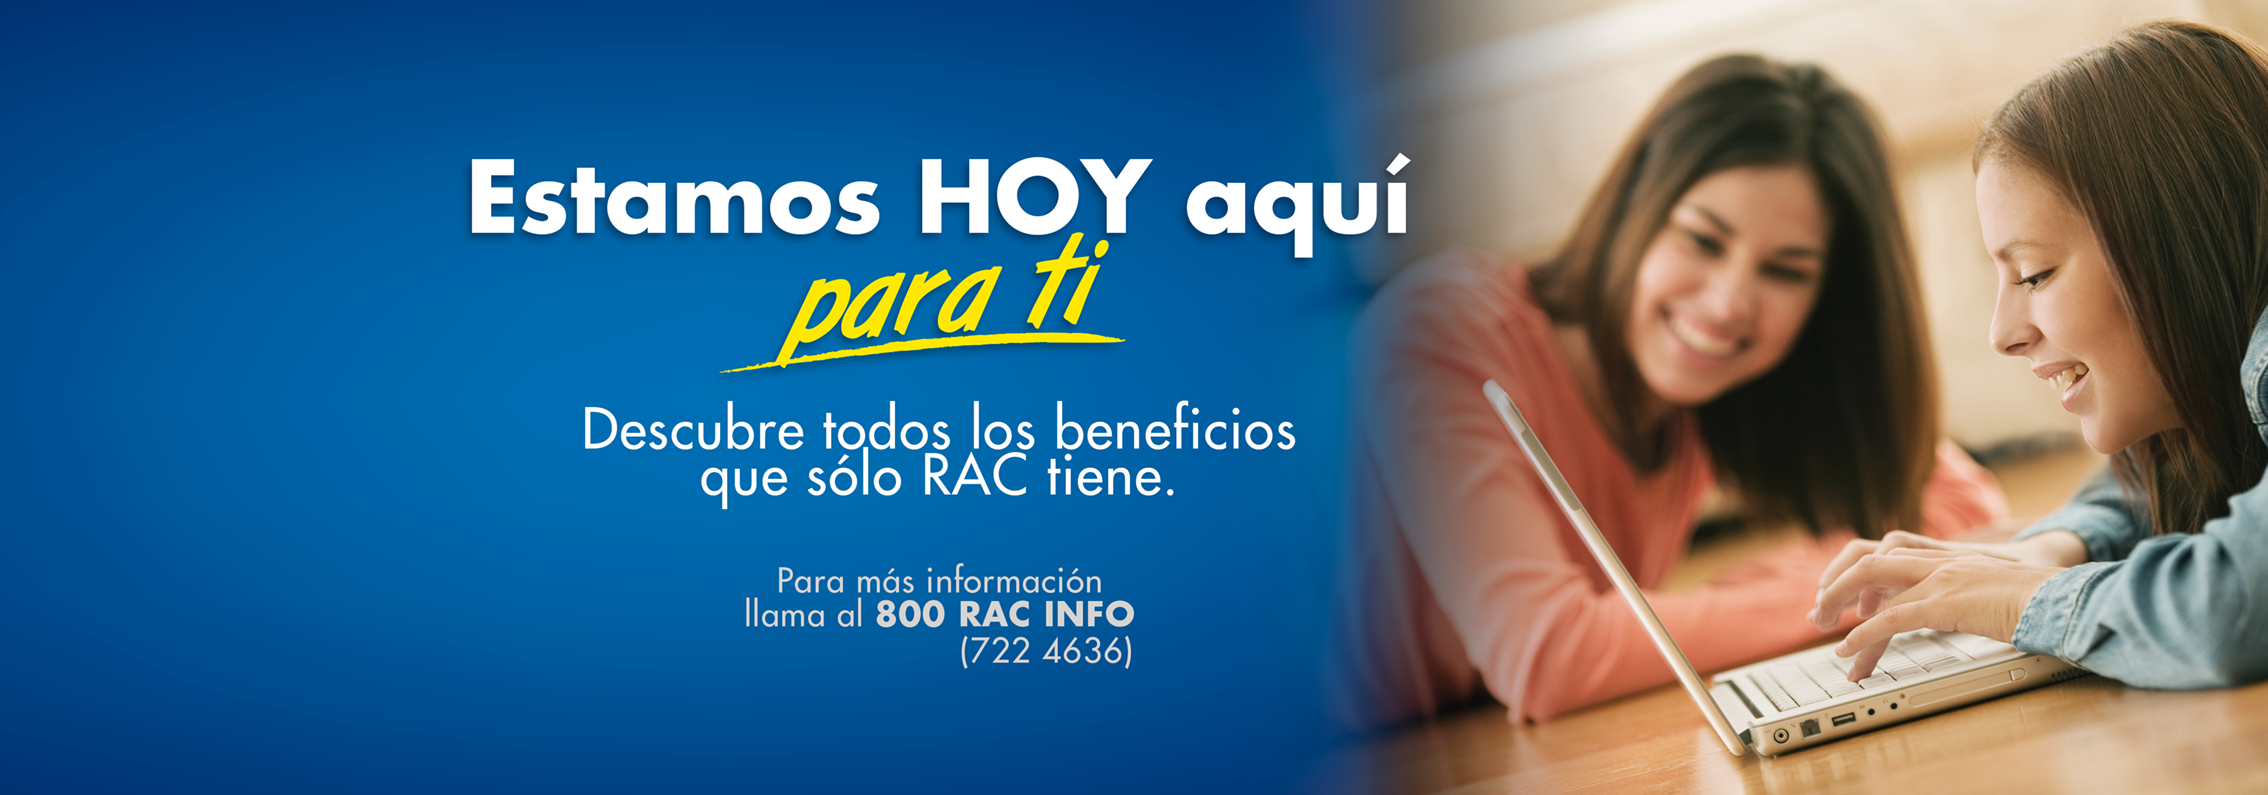 Estamos HOY aquí
para ti
Descubre todos los beneficios
que sólo RAC tiene.
Para más información
llama al 800 RAC INFO
(722 4636)